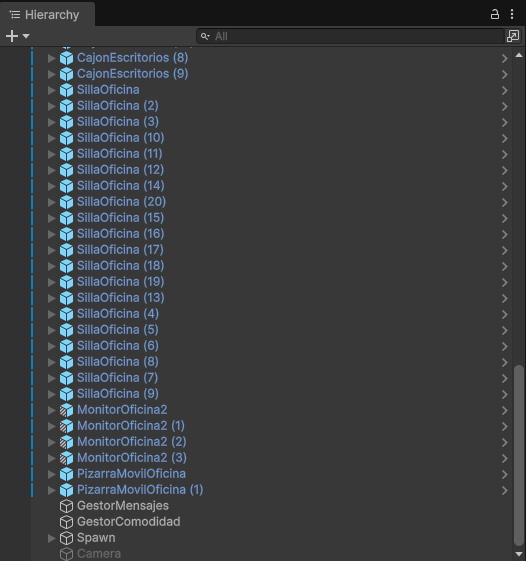 Hierarchy
All
CajonEscritorios (8)
CajonEscritorios (9)
SillaOficina
SillaOficina (2)
SillaOficina (3)
SillaOficina (10)
SillaOficina (11)
SillaOficina (12)
SillaOficina (14)
SillaOficina (20)
SillaOficina (15)
SillaOficina (16)
SillaOficina (17)
SillaOficina (18)
SillaOficina (19)
SillaOficina (13)
SillaOficina (4)
SillaOficina (5)
SillaOficina (6)
SillaOficina (8)
SillaOficina (7)
SillaOficina (9)
MonitorOficina2
MonitorOficina2 (1)
MonitorOficina2 (2)
MonitorOficina2 (3)
PizarraMovilOficina
PizarraMovilOficina (1)
GestorMensajes
GestorComodidad
Spawn
Camera